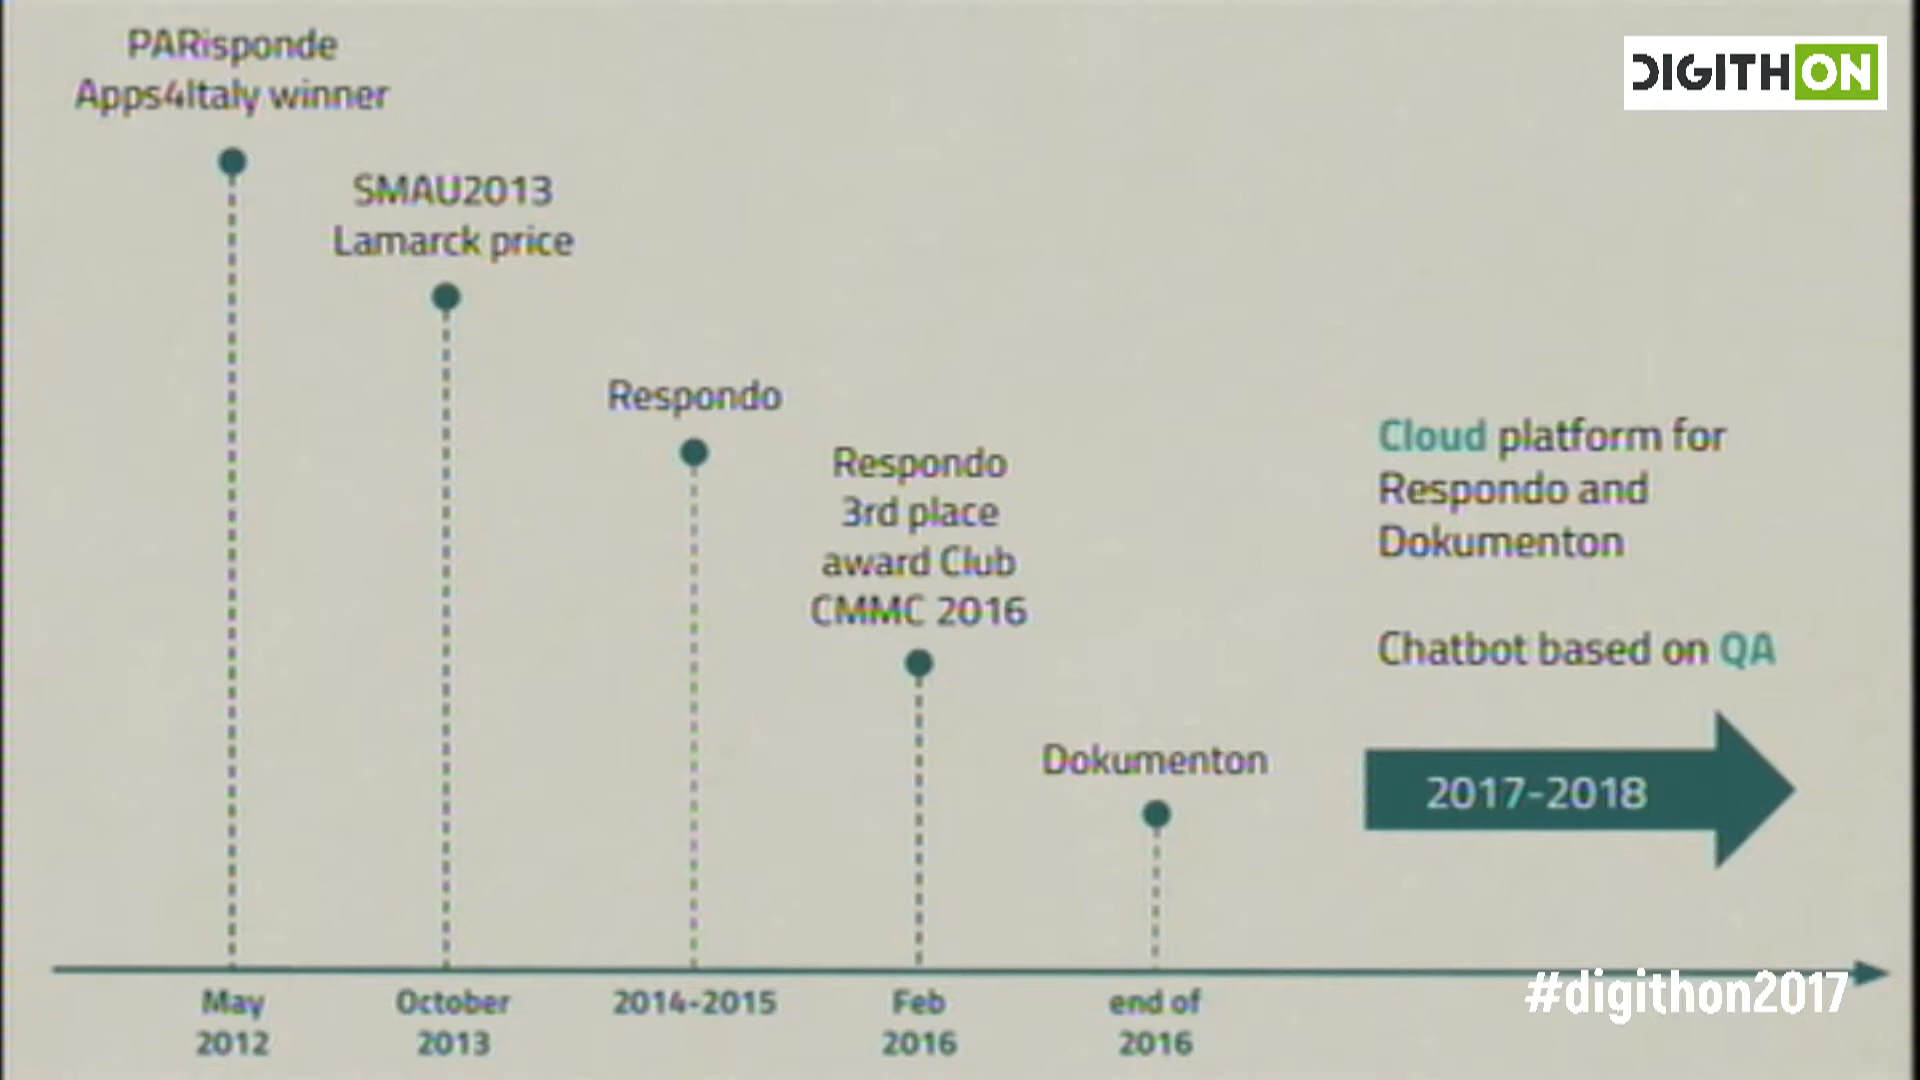 PARisponde
Apps4Italy winner
DIGITHON
SMAU2013
Lamarck price
Respondo
Respondo
3rd place
award Club
CMMC 2016
Cloud platform for
Respondo and
Dokumenton
Chatbot based on QA
Dokumenton
2017-2018
May
2012
October
2013
2014-2015
Feb
2016
end of
2016
#digithon2017